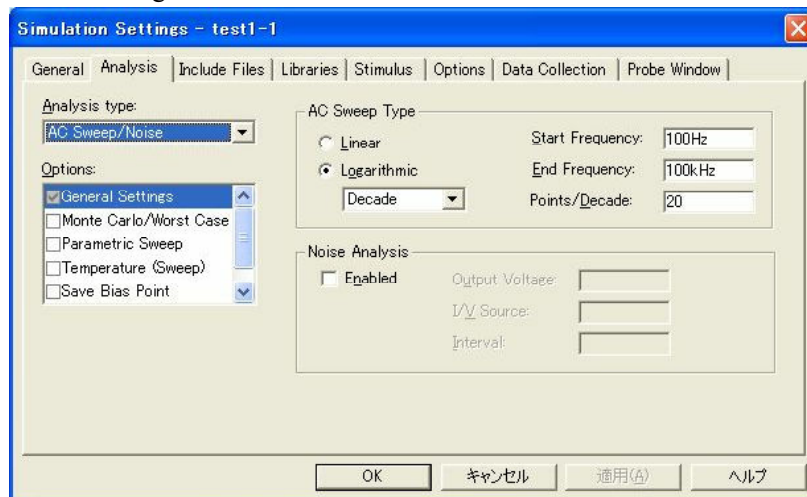 Simulation Settings - test1-1
General Analysis Include Files Libraries Stimulus Options Data Collection Probe Window
Analysis type:
AC Sweep/Noise
Options:
General Settings
Monte Carlo/Worst Case
Parametric Sweep
Temperature (Sweep)
Save Bias Point
AC Sweep Type
Linear
Logarithmic
Decade
Start Frequency: 100Hz
End Frequency: 100kHz
Points/Decade: 20
Noise Analysis
Enabled
Output Voltage:
I/V Source:
Interval:
OK キャンセル 適用(A) ヘルプ